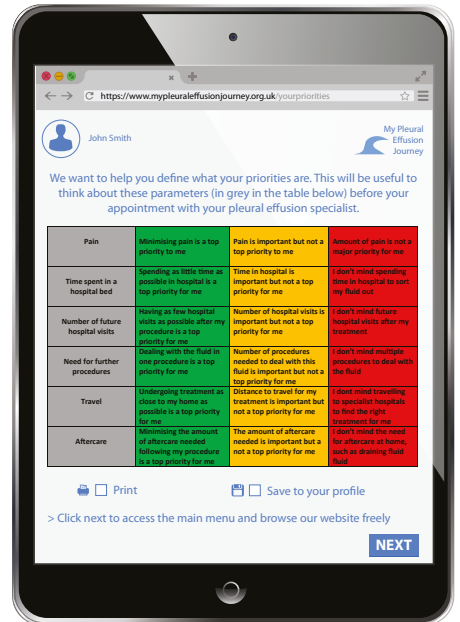 https://www.mypleuraleffusionjourney.org.uk/yourpriorities
John Smith
My Pleural
Effusion
Journey
We want to help you define what your priorities are. This will be useful to
think about these parameters (in grey in the table below) before your
appointment with your pleural effusion specialist.
Pain
Minimising pain is a top
priority to me
Pain is important but not a
top priority to me
Amount of pain is not a
major priority for me
Time spent in a
hospital bed
Spending as little time as
possible in hospital is a
top priority for me
Time in hospital is
important but not a top
priority for me
I don't mind spending
time in hospital to sort
my fluid out
Number of future
hospital visits
Having as few hospital
visits as possible after my
procedure is a top
priority for me
Number of hospital visits is
important but not a top
priority for me
I don't mind future
hospital visits after my
treatment
Need for further
procedures
Dealing with the fluid in
one procedure is a top
priority for me
Number of procedures
needed to deal with this
fluid is important but not a
top priority for me
I don't mind multiple
procedures to deal with
the fluid
Travel
Undergoing treatment as
close to my home as
possible is a top priority
for me
Distance to travel for my
treatment is important but
not a top priority for me
I dont mind travelling
to specialist hospitals
to find the right
treatment for me
Aftercare
Minimising the amount
of aftercare needed
following my procedure
is a top priority for me
The amount of aftercare
needed is important but a
not a top priority for me
I don't mind the need
for aftercare at home,
such as draining fluid
fluid
Print
Save to your profile
> Click next to access the main menu and browse our website freely
NEXT